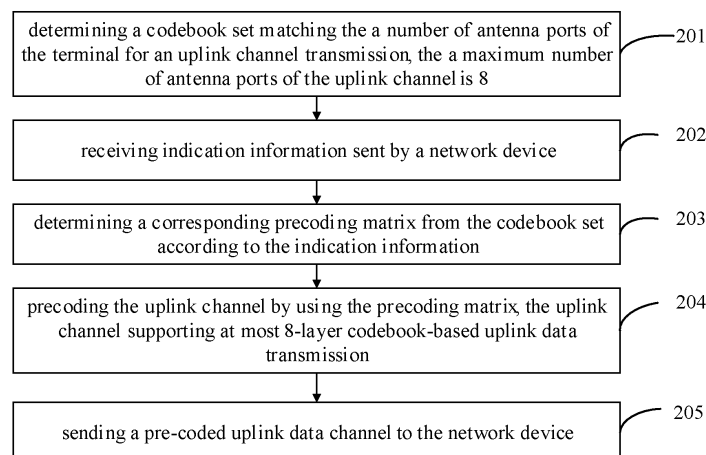 determining a codebook set matching the a number of antenna ports of
the terminal for an uplink channel transmission, the a maximum number
of antenna ports of the uplink channel is 8
201
receiving indication information sent by a network device
202
determining a corresponding precoding matrix from the codebook set
according to the indication information
203
precoding the uplink channel by using the precoding matrix, the uplink
channel supporting at most 8-layer codebook-based uplink data
transmission
204
sending a pre-coded uplink data channel to the network device
205